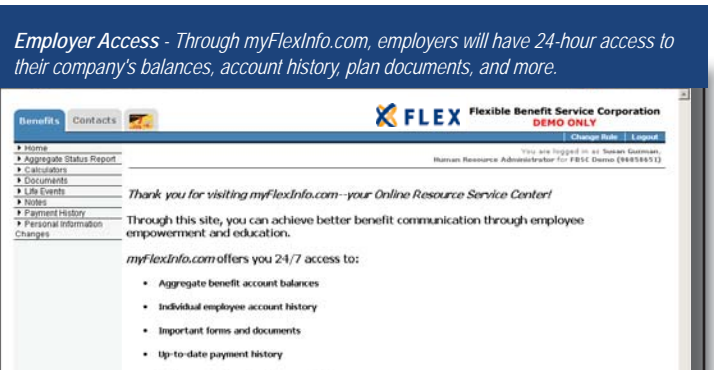 Employer Access - Through myFlexInfo.com, employers will have 24-hour access to
their company's balances, account history, plan documents, and more.
Benefits Contacts
FLEX Flexible Benefit Service Corporation
DEMO ONLY
Change Role | Logout
You are logged in as Susan Guzman,
Human Resource Administrator for FBSC Demo (96858651)
Home
Aggregate Status Report
Calculators
Documents
Life Events
Notes
Payment History
Personal Information
Changes
Thank you for visiting myFlexInfo.com--your Online Resource Service Center!
Through this site, you can achieve better benefit communication through employee
empowerment and education.
myFlexInfo.com offers you 24/7 access to:
• Aggregate benefit account balances
• Individual employee account history
• Important forms and documents
• Up-to-date payment history